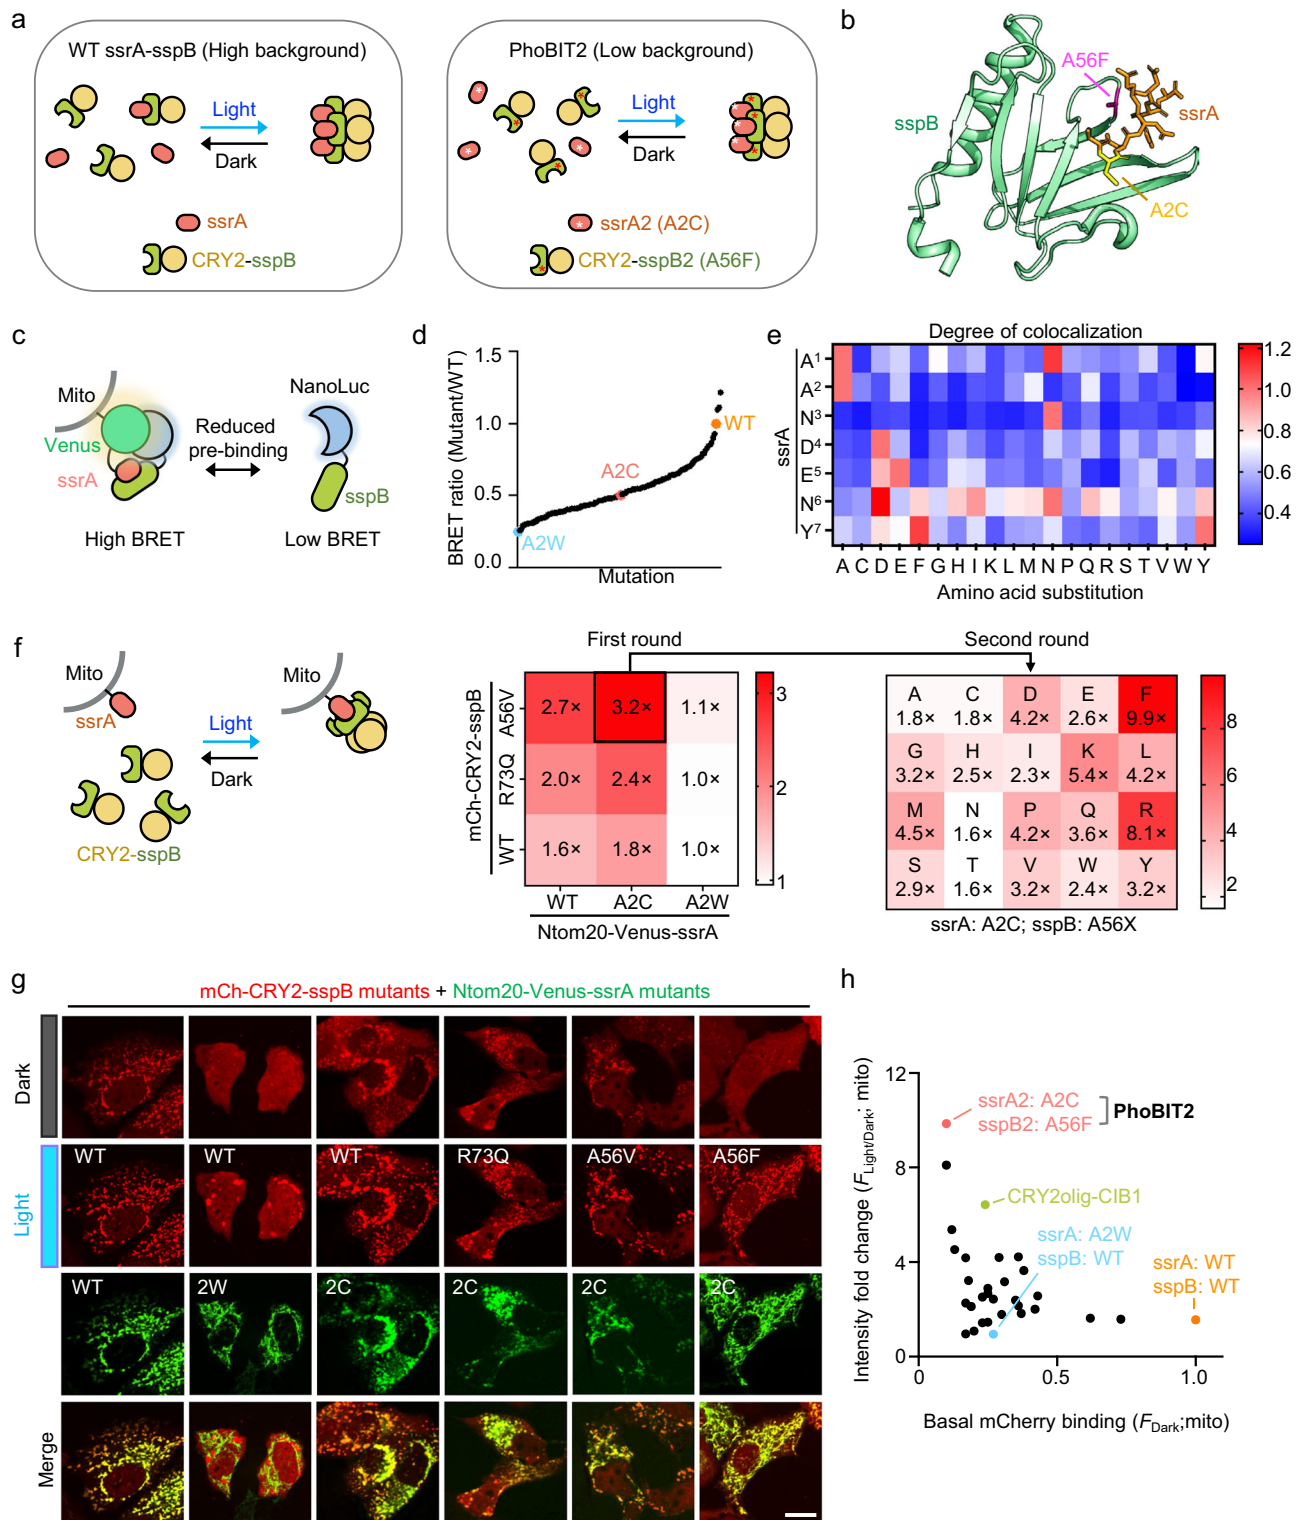 a
WT ssrA-sspB (High background)
Light
Dark
ssrA
CRY2-sspB
PhoBIT2 (Low background)
Light
Dark
ssrA2 (A2C)
CRY2-sspB2 (A56F)
b
A56F
sspB
ssrA
A2C
c
Mito
Venus
ssrA
Reduced
pre-binding
NanoLuc
sspB
High BRET
Low BRET
d
BRET ratio (Mutant/WT)
1.5
1.0
0.5
0.0
WT
A2C
A2W
Mutation
e
Degree of colocalization
ssrA
A1
A2
N3
D4
E5
N6
Y7
A C D E F G H I K L M N P Q R S T V W Y
Amino acid substitution
1.2
1.0
0.8
0.6
0.4
f
Mito
ssrA
Light
Dark
CRY2-sspB
Mito
First round
Second round
mCh-CRY2-sspB
A56V
R73Q
WT
2.7× 3.2× 1.1×
2.0× 2.4× 1.0×
1.6× 1.8× 1.0×
WT A2C A2W
Ntom20-Venus-ssrA
3
2
1
A C D E F
1.8× 1.8× 4.2× 2.6× 9.9×
G H I K L
3.2× 2.5× 2.3× 5.4× 4.2×
M N P Q R
4.5× 1.6× 4.2× 3.6× 8.1×
S T V W Y
2.9× 1.6× 3.2× 2.4× 3.2×
ssrA: A2C; sspB: A56X
8
6
4
2
g
mCh-CRY2-sspB mutants + Ntom20-Venus-ssrA mutants
Dark
Light
WT WT WT R73Q A56V A56F
WT 2W 2C 2C 2C 2C
Merge
h
Intensity fold change (FLight/Dark; mito)
12
8
4
0
ssrA2: A2C
sspB2: A56F
PhoBIT2
CRY2olig-CIB1
ssrA: A2W
sspB: WT
ssrA: WT
sspB: WT
0 0.5 1.0
Basal mCherry binding (FDark;mito)